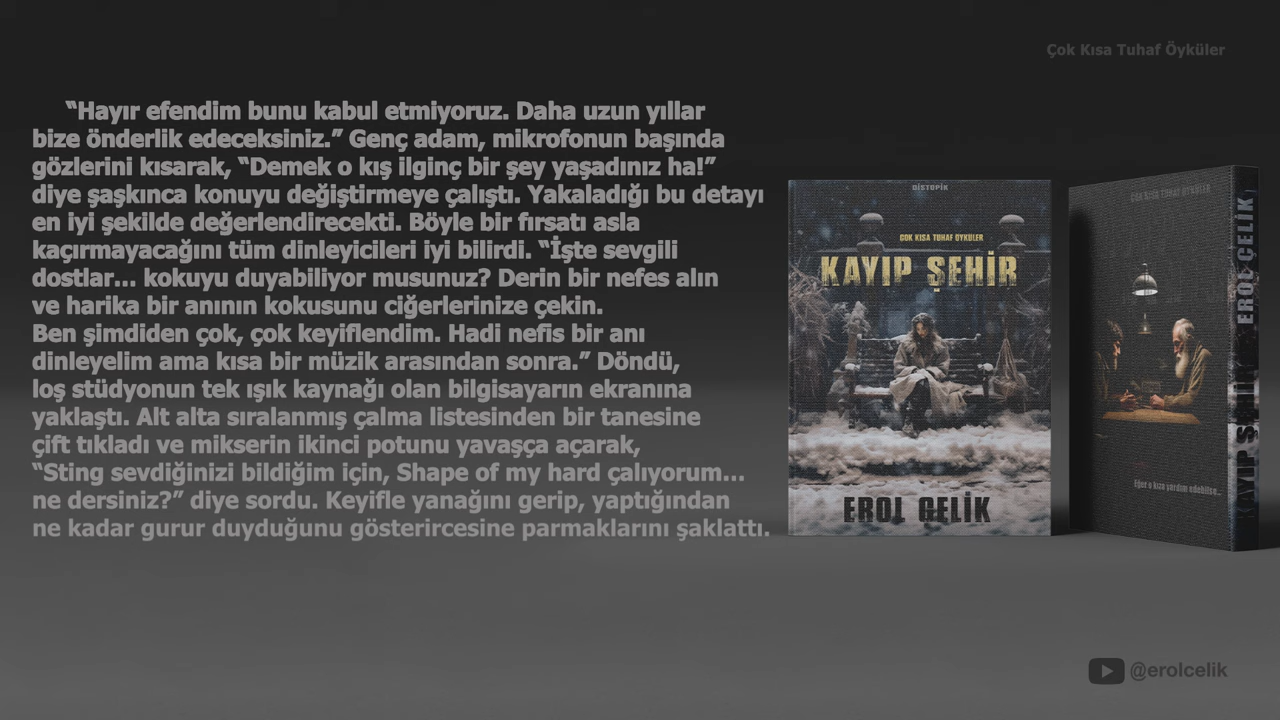 Çok Kısa Tuhaf Öyküler
“Hayır efendim bunu kabul etmiyoruz. Daha uzun yıllar
bize önderlik edeceksiniz.” Genç adam, mikrofonun başında
gözlerini kısarak, “Demek o kış ilginç bir şey yaşadınız ha!”
diye şaşkınca konuyu değiştirmeye çalıştı. Yakaladığı bu detayı
en iyi şekilde değerlendirecekti. Böyle bir fırsatı asla
kaçırmayacağını tüm dinleyicileri iyi bilirdi. “İşte sevgili
dostlar... kokuyu duyabiliyor musunuz? Derin bir nefes alın
ve harika bir anının kokusunu ciğerlerinize çekin.
Ben şimdiden çok, çok keyiflendim. Hadi nefis bir anı
dinleyelim ama kısa bir müzik arasından sonra.” Döndü,
loş stüdyonun tek ışık kaynağı olan bilgisayarın ekranına
yaklaştı. Alt alta sıralanmış çalma listesinden bir tanesine
çift tıkladı ve mikserin ikinci potunu yavaşça açarak,
“Sting sevdiğinizi bildiğim için, Shape of my hard çalıyorum...
ne dersiniz?” diye sordu. Keyifle yanağını gerip, yaptığından
ne kadar gurur duyduğunu gösterircesine parmaklarını şaklattı.
DİSTOPİK
ÇOK KISA TUHAF ÖYKÜLER
KAYIP ŞEHİR
EROL ÇELİK
ÇOK KISA TUHAF ÖYKÜLER
Eğer o kıza yardım edebilse...
EROL ÇELİK
KAYIP ŞEHİR
@erolcelik